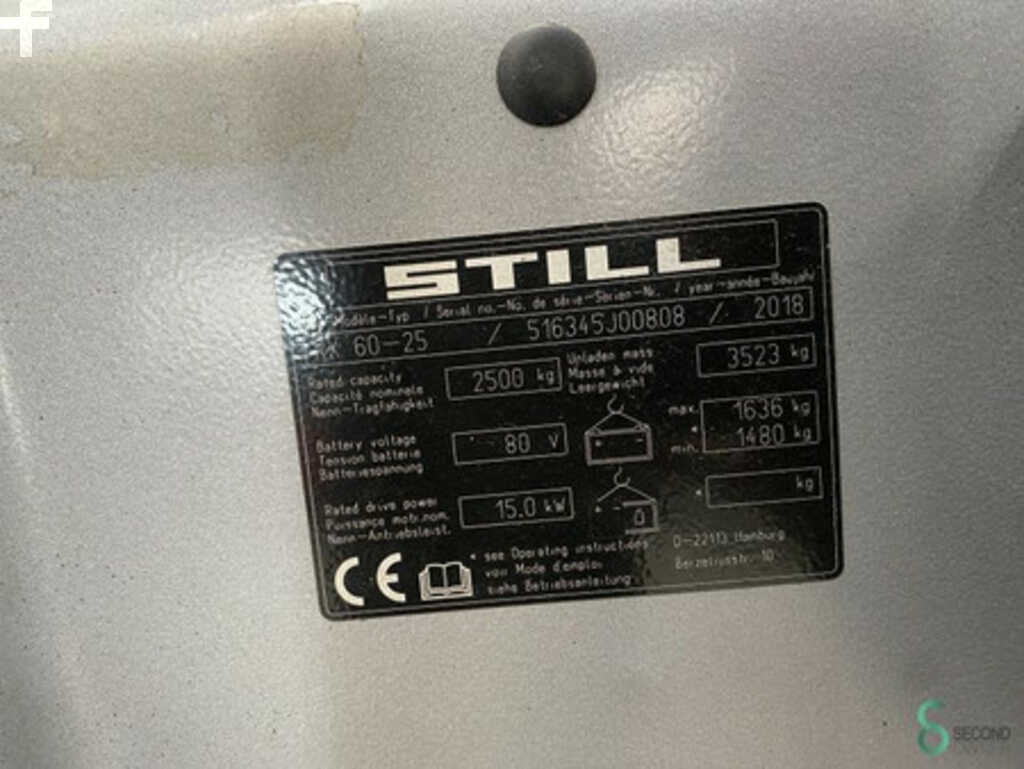 STILL
Modèle-Typ / Serial no.-No. de série-Serien-Nr. / year-année-Baujahr
60-25 / 516345J00808 / 2018
Rated capacity
Capacité nominale
Nenn-Tragfähigkeit
2500 kg
Unladen mass
Masse à vide
Leergewicht
3523 kg
Battery voltage
Tension batterie
Batteriespannung
80 V
max. 1636 kg
* min. 1480 kg
Rated drive power
Puissance motr.nom.
Nenn-Antriebsleist.
15.0 kW
* kg
CE
* see Operating instructions
voir Mode d'emploi
siehe Betriebsanleitung
D-22113 Hamburg
Berzeliusstr. 10
SECOND